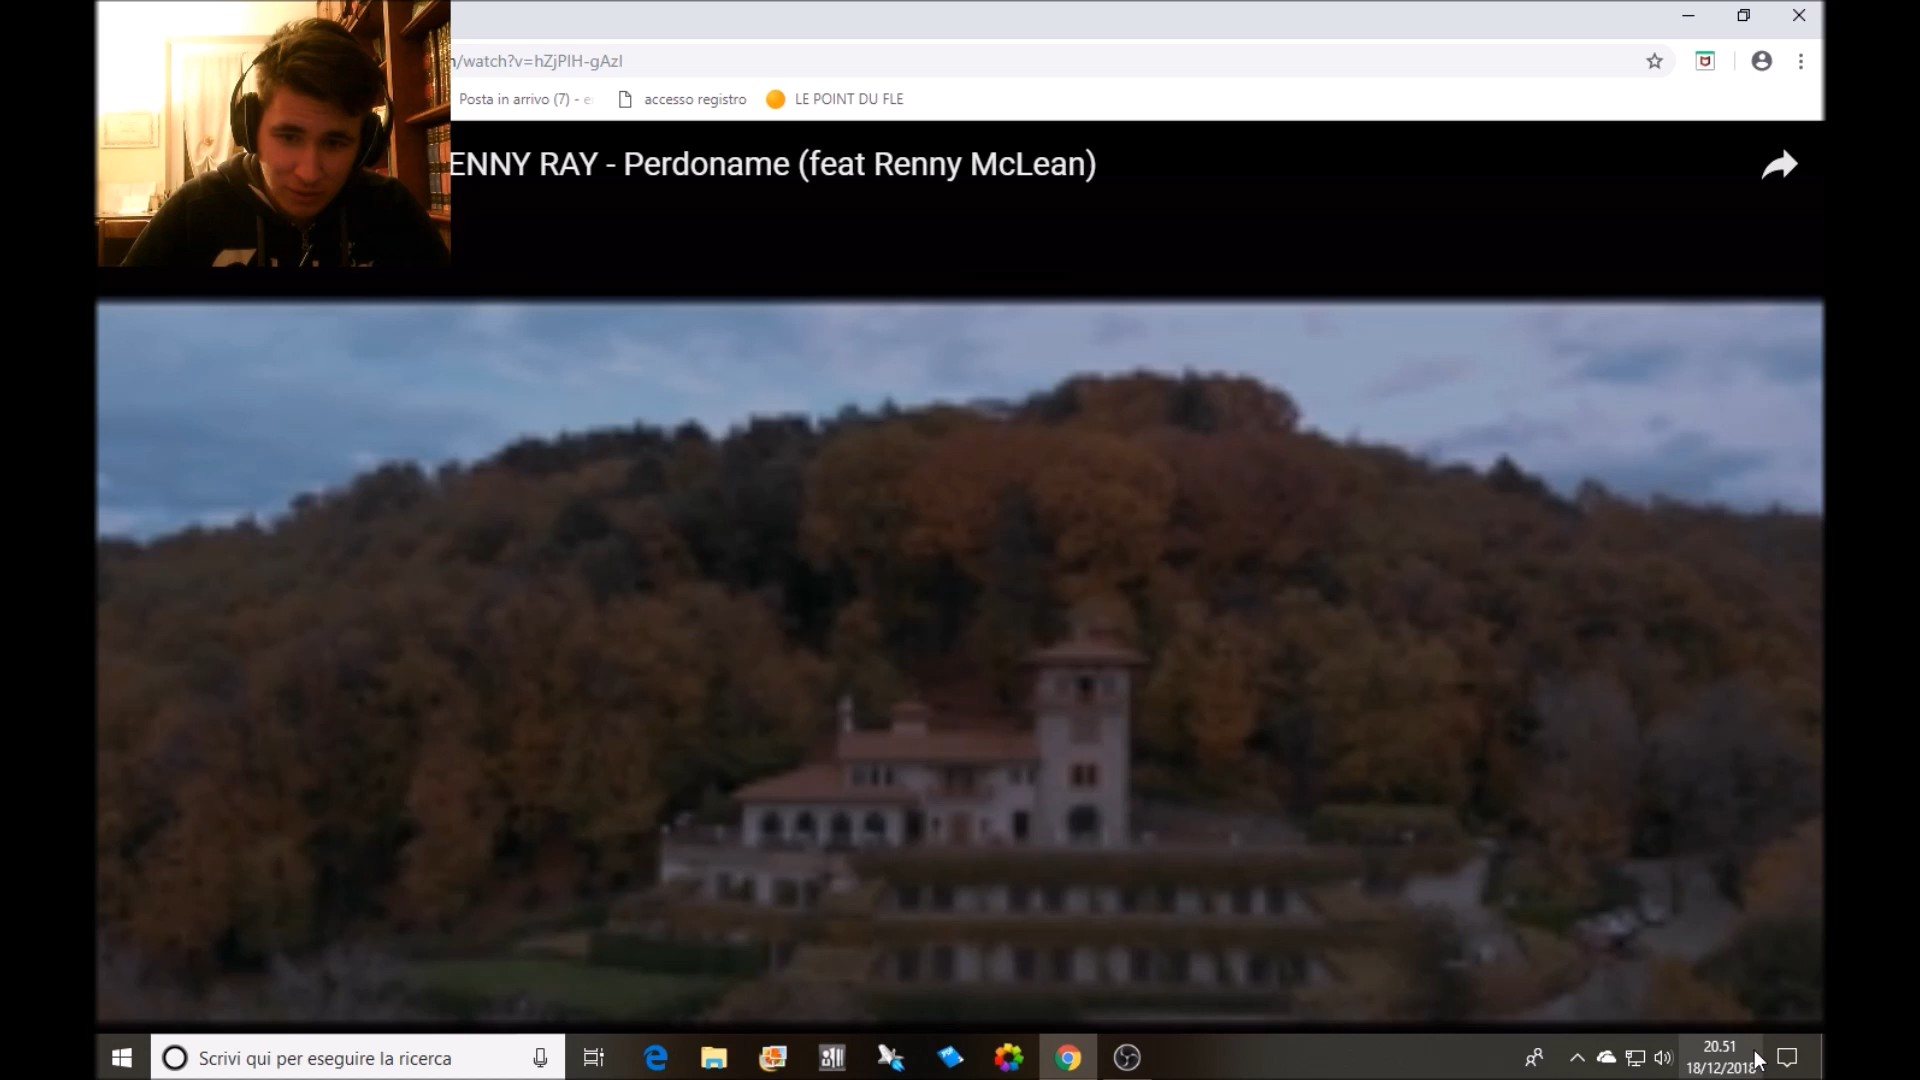 n/watch?v=hZjPlH-gAzI
Posta in arrivo (7) - e
accesso registro
LE POINT DU FLE
ENNY RAY - Perdoname (feat Renny McLean)
Scrivi qui per eseguire la ricerca
20.51
18/12/2018